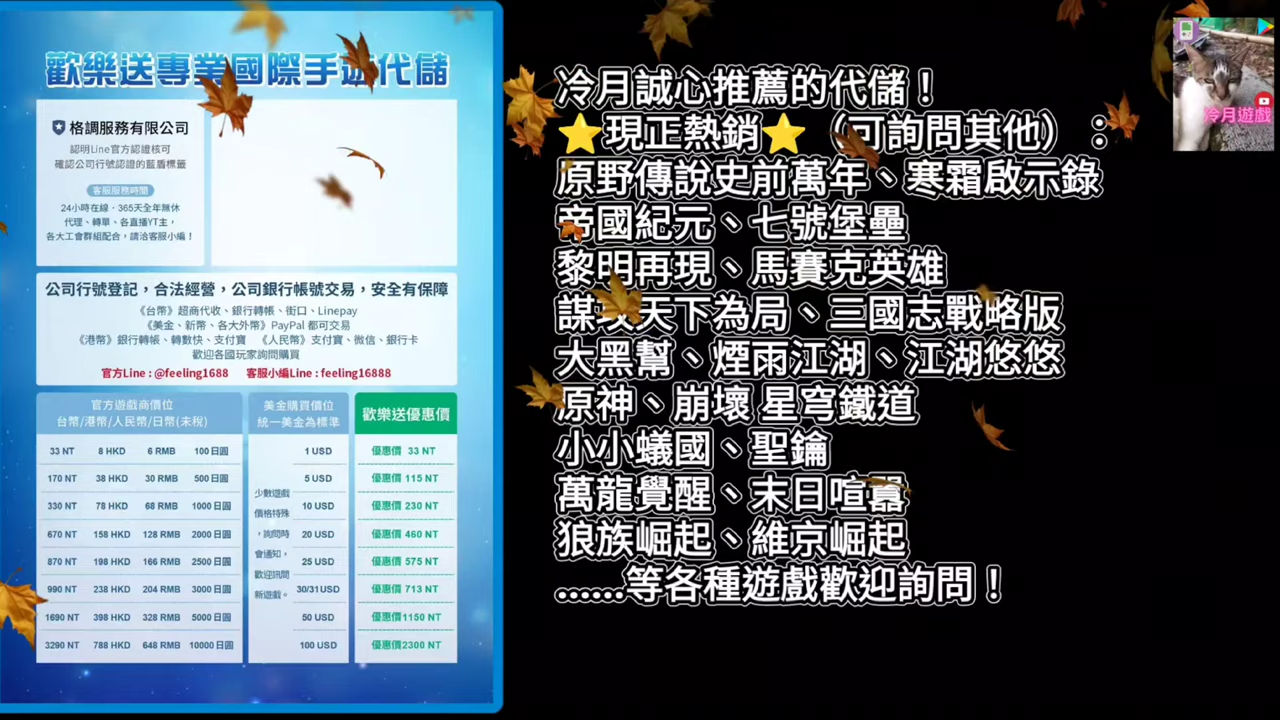 歡樂送專業國際手遊代儲
格調服務有限公司
認明Line官方認證核可
確認公司行號認證的藍盾標籤
客服服務時間
24小時在線．365天全年無休
代理、轉單、各直播YT主，
各大工會群組配合，請洽客服小編！
公司行號登記，合法經營，公司銀行帳號交易，安全有保障
《台幣》超商代收、銀行轉帳、街口、Linepay
《美金、新幣、各大外幣》PayPal 都可交易
《港幣》銀行轉帳、轉數快、支付寶 《人民幣》支付寶、微信、銀行卡
歡迎各國玩家詢問購買
官方Line : @feeling1688 客服小編Line : feeling16888
官方遊戲商價位
台幣/港幣/人民幣/日幣(未稅)
美金購買價位
統一美金為標準
歡樂送優惠價
33 NT 8 HKD 6 RMB 100日圓 1 USD 優惠價 33 NT
170 NT 38 HKD 30 RMB 500日圓 5 USD 優惠價 115 NT
330 NT 78 HKD 68 RMB 1000日圓 10 USD 優惠價 230 NT
670 NT 158 HKD 128 RMB 2000日圓 20 USD 優惠價 460 NT
870 NT 198 HKD 166 RMB 2500日圓 25 USD 優惠價 575 NT
990 NT 238 HKD 204 RMB 3000日圓 30/31USD 優惠價 713 NT
1690 NT 398 HKD 328 RMB 5000日圓 50 USD 優惠價1150 NT
3290 NT 788 HKD 648 RMB 10000日圓 100 USD 優惠價2300 NT
少數遊戲
價格特殊
，詢問時
會通知，
歡迎訊問
新遊戲。
冷月誠心推薦的代儲！
⭐現正熱銷⭐（可詢問其他）：
原野傳說史前萬年、寒霜啟示錄
帝國紀元、七號堡壘
黎明再現、馬賽克英雄
謀攻天下為局、三國志戰略版
大黑幫、煙雨江湖、江湖悠悠
原神、崩壞 星穹鐵道
小小蟻國、聖鑰
萬龍覺醒、末日喧囂
狼族崛起、維京崛起
......等各種遊戲歡迎詢問！
冷月遊戲